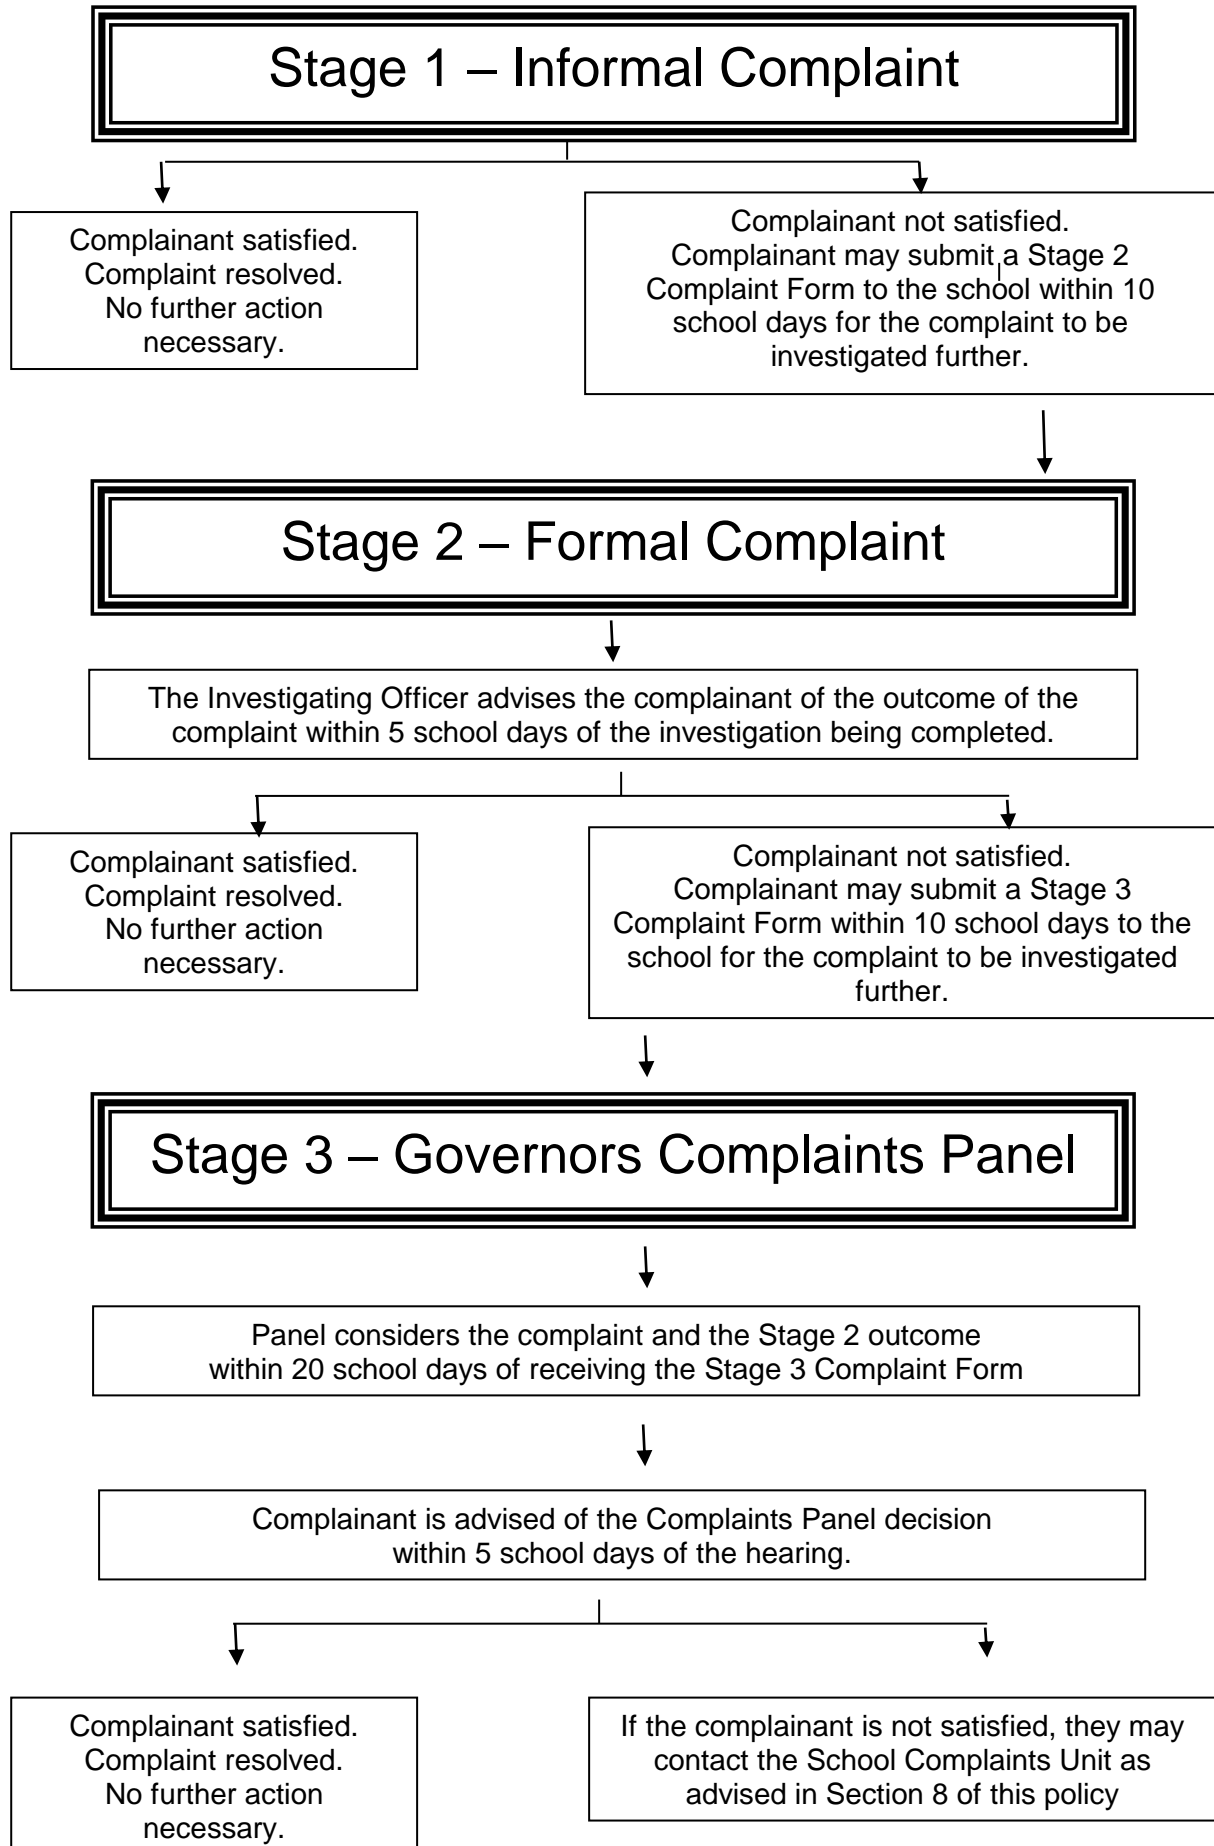 Stage 1 – Informal Complaint
Complainant satisfied.
Complaint resolved.
No further action
necessary.
Complainant not satisfied.
Complainant may submit a Stage 2
Complaint Form to the school within 10
school days for the complaint to be
investigated further.
Stage 2 – Formal Complaint
The Investigating Officer advises the complainant of the outcome of the
complaint within 5 school days of the investigation being completed.
Complainant satisfied.
Complaint resolved.
No further action
necessary.
Complainant not satisfied.
Complainant may submit a Stage 3
Complaint Form within 10 school days to the
school for the complaint to be investigated
further.
Stage 3 – Governors Complaints Panel
Panel considers the complaint and the Stage 2 outcome
within 20 school days of receiving the Stage 3 Complaint Form
Complainant is advised of the Complaints Panel decision
within 5 school days of the hearing.
Complainant satisfied.
Complaint resolved.
No further action
necessary.
If the complainant is not satisfied, they may
contact the School Complaints Unit as
advised in Section 8 of this policy